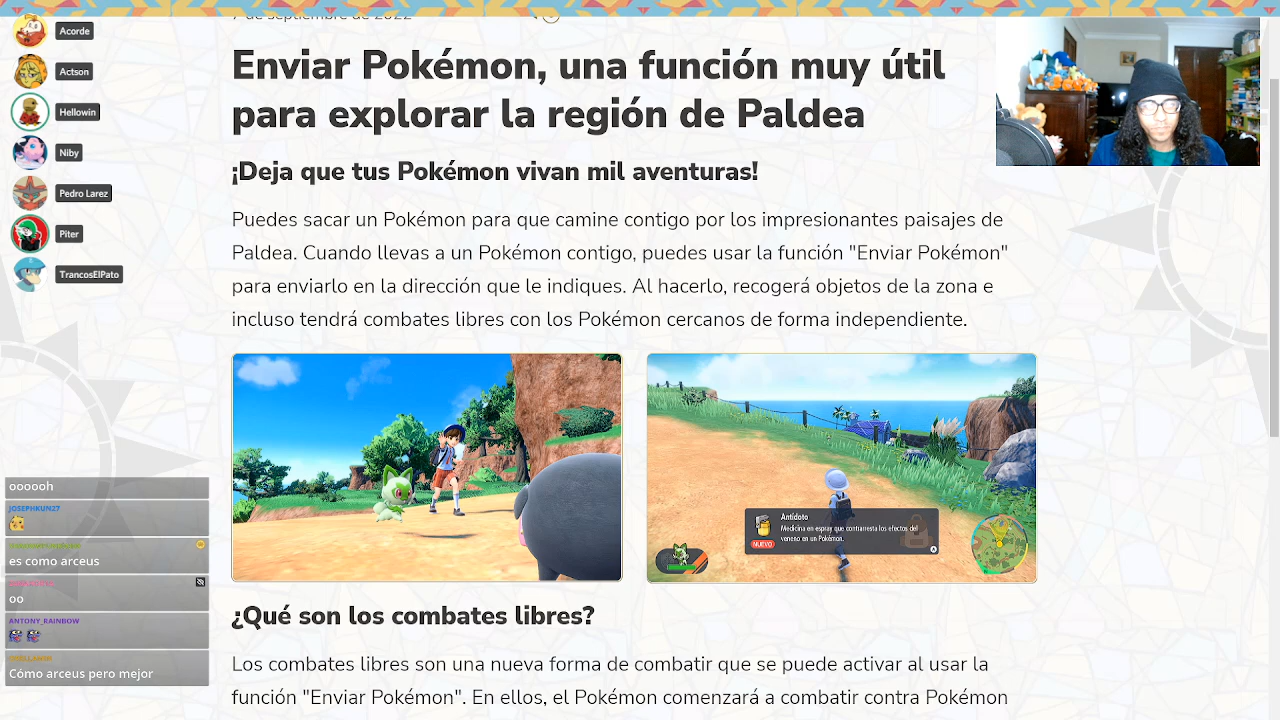 7 de septiembre de 2022
Acorde
Enviar Pokémon, una función muy útil
Actson
para explorar la región de Paldea
Hellowin
Niby
¡Deja que tus Pokémon vivan mil aventuras!
Pedro Larez
Puedes sacar un Pokémon para que camine contigo por los impresionantes paisajes de
Piter
Paldea. Cuando llevas a un Pokémon contigo, puedes usar la función "Enviar Pokémon"
TrancosElPato
para enviarlo en la dirección que le indiques. Al hacerlo, recogerá objetos de la zona e
incluso tendrá combates libres con los Pokémon cercanos de forma independiente.
Antídoto
Medicina en espray que contrarresta los efectos del
veneno en un Pokémon.
NUEVO
oooooh
JOSEPHKUN27
es como arceus
oo
ANTONY_RAINBOW
Cómo arceus pero mejor
¿Qué son los combates libres?
Los combates libres son una nueva forma de combatir que se puede activar al usar la
función "Enviar Pokémon". En ellos, el Pokémon comenzará a combatir contra Pokémon